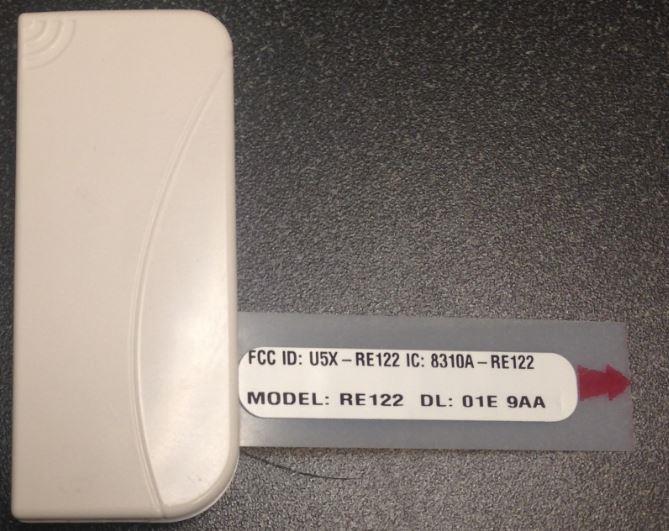 FCC ID: U5X – RE122 IC: 8310A – RE122
MODEL: RE122 DL: 01E 9AA